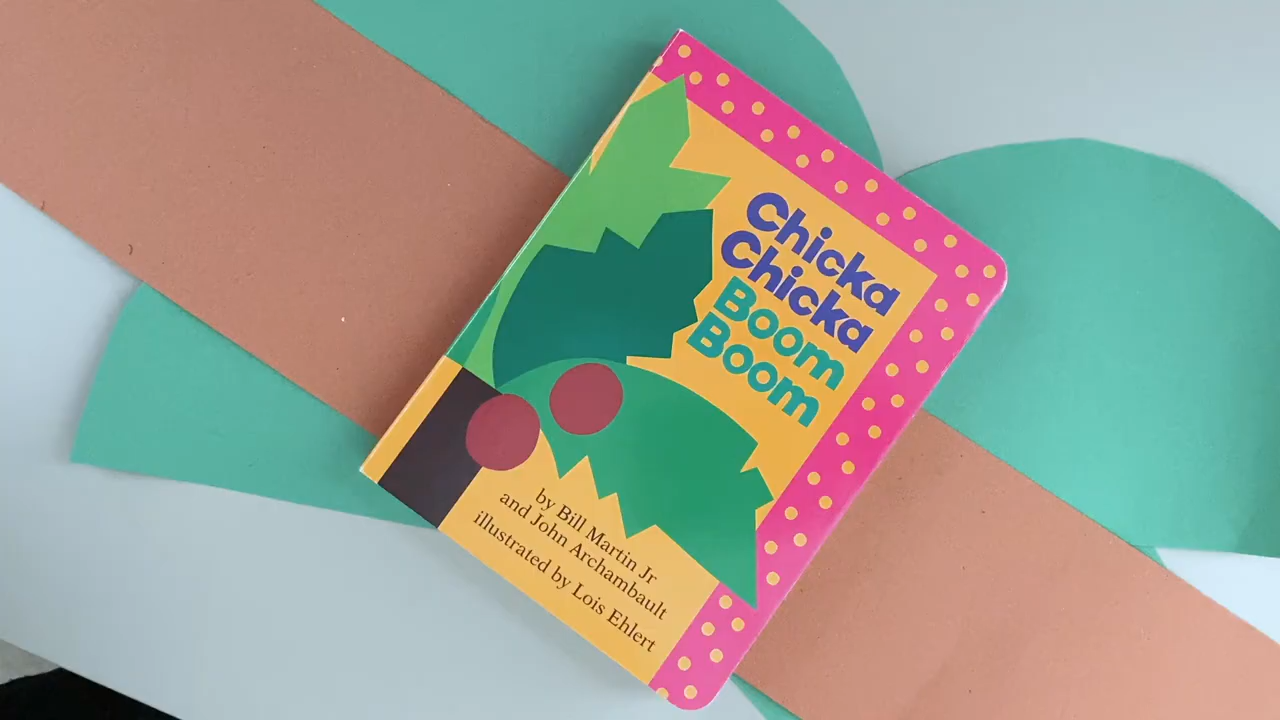 Chicka
Chicka
Boom
Boom
by Bill Martin Jr
and John Archambault
illustrated by Lois Ehlert